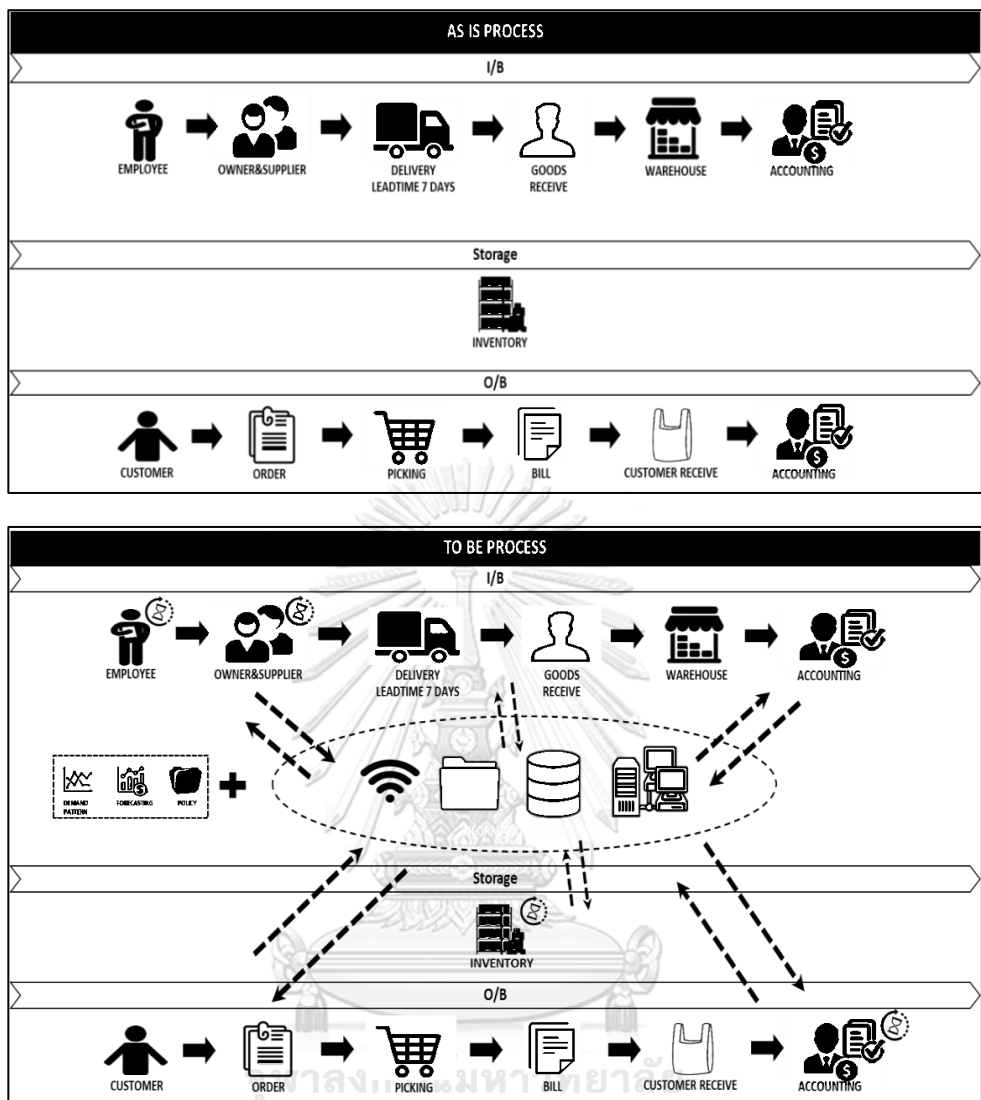 AS IS PROCESS
I/B
EMPLOYEE
OWNER&SUPPLIER
DELIVERY
LEADTIME 7 DAYS
GOODS
RECEIVE
WAREHOUSE
ACCOUNTING
Storage
INVENTORY
O/B
CUSTOMER
ORDER
PICKING
BILL
CUSTOMER RECEIVE
ACCOUNTING
TO BE PROCESS
I/B
EMPLOYEE
OWNER&SUPPLIER
DELIVERY
LEADTIME 7 DAYS
GOODS
RECEIVE
WAREHOUSE
ACCOUNTING
DEMAND
PATTERN
FORECASTING
POLICY
Storage
INVENTORY
O/B
CUSTOMER
ORDER
PICKING
BILL
CUSTOMER RECEIVE
ACCOUNTING